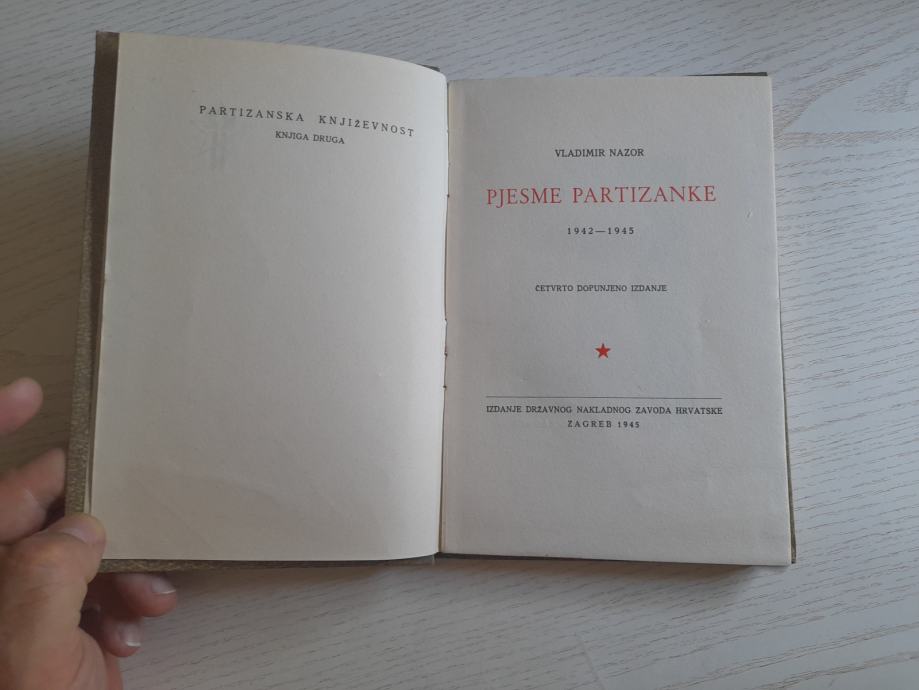 PARTIZANSKA KNJIŽEVNOST
KNJIGA DRUGA
VLADIMIR NAZOR
PJESME PARTIZANKE
1942—1945
ČETVRTO DOPUNJENO IZDANJE
IZDANJE DRŽAVNOG NAKLADNOG ZAVODA HRVATSKE
ZAGREB 1945